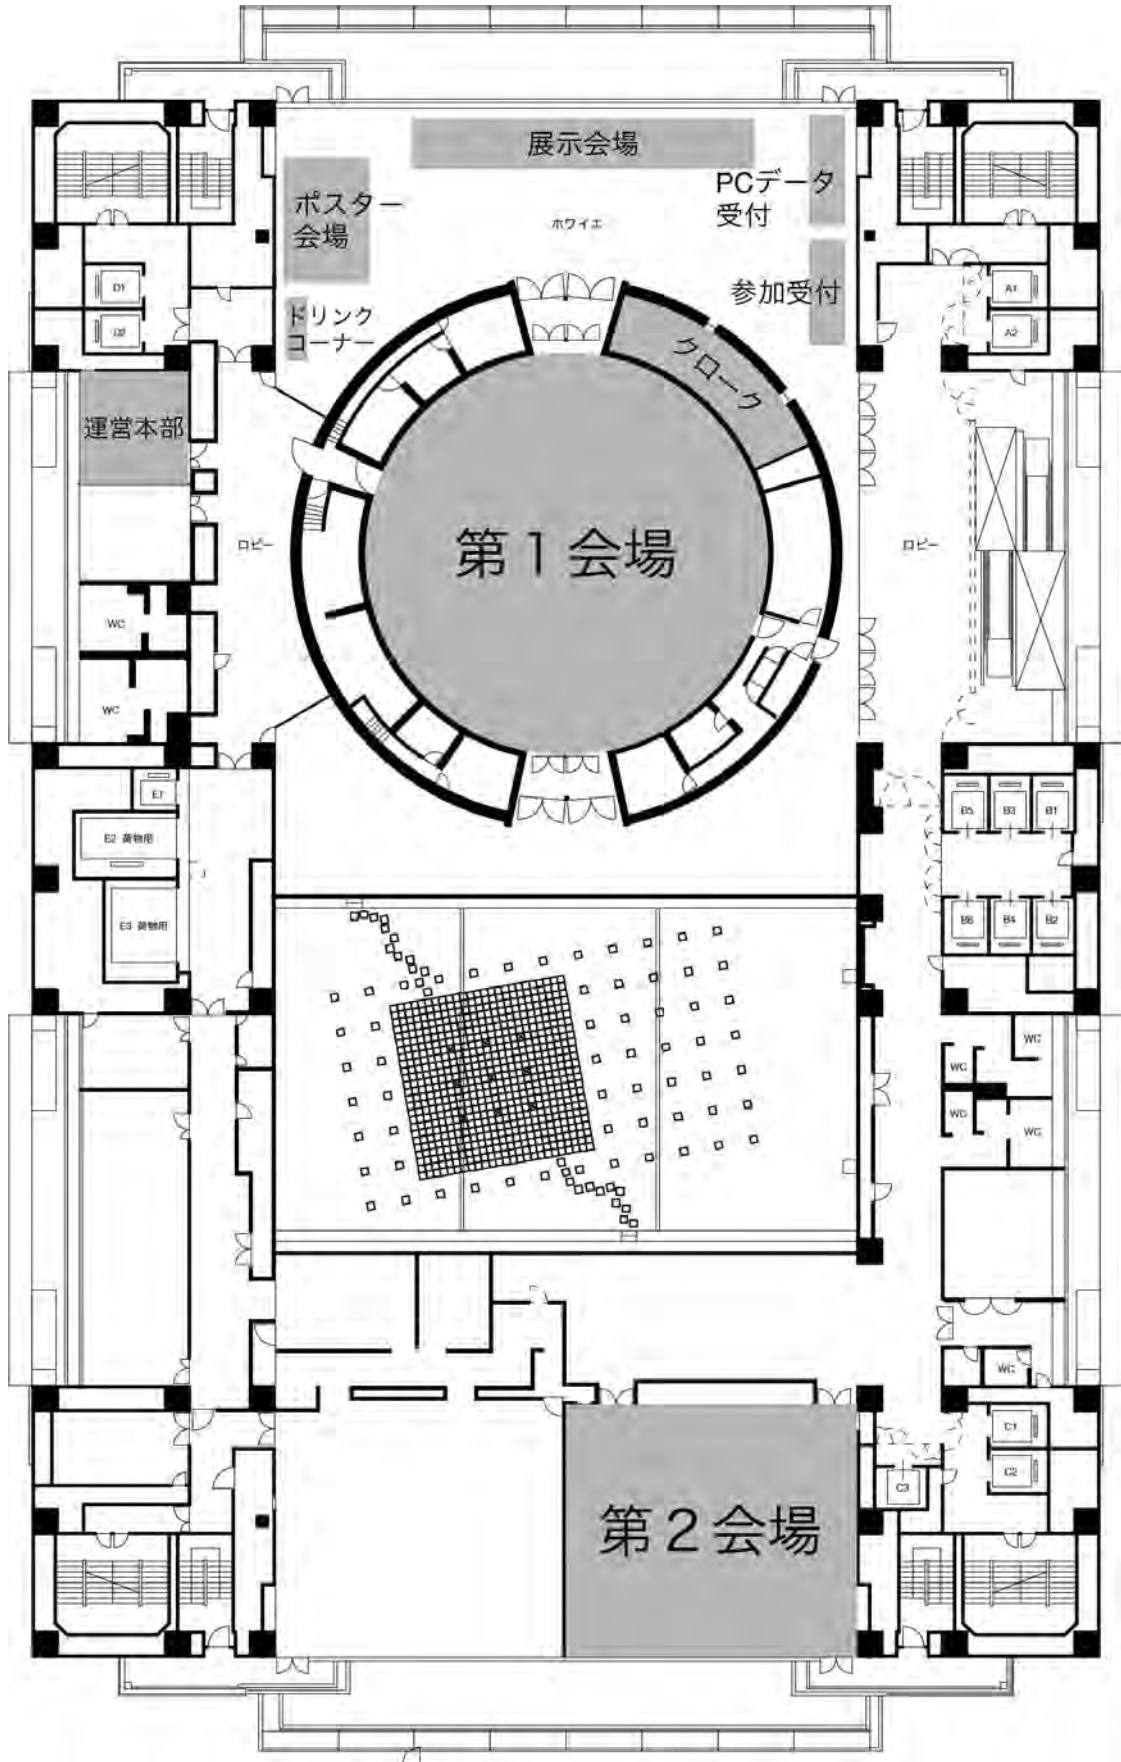 展示会場
PCデータ
受付
ポスター
会場
ホワイエ
D1
D2
ドリンク
コーナー
参加受付
A1
A2
クローク
運営本部
第1会場
ロビー
ロビー
WC
WC
E1
E2 荷物用
E3 荷物用
B5
B3
B1
B6
B4
B2
WC
WC
WC
WC
WC
C1
C2
C3
第2会場